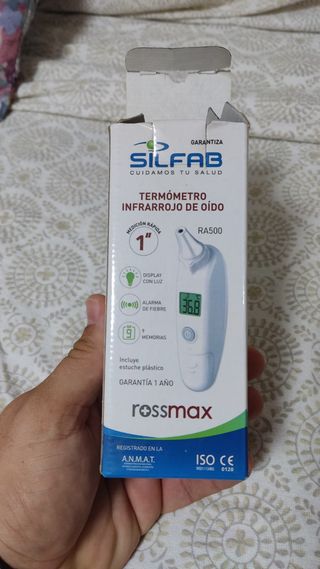 GARANTIZA
SILFAB
CUIDAMOS TU SALUD
TERMÓMETRO
INFRARROJO DE OÍDO
MEDICIÓN RÁPIDA
1"
RA500
DISPLAY
CON LUZ
36.8
ALARMA
DE FIEBRE
9
MEMORIAS
Incluye
estuche plástico
GARANTÍA 1 AÑO
rossmax
REGISTRADO EN LA
A.N.M.A.T.
ISO CE
0120